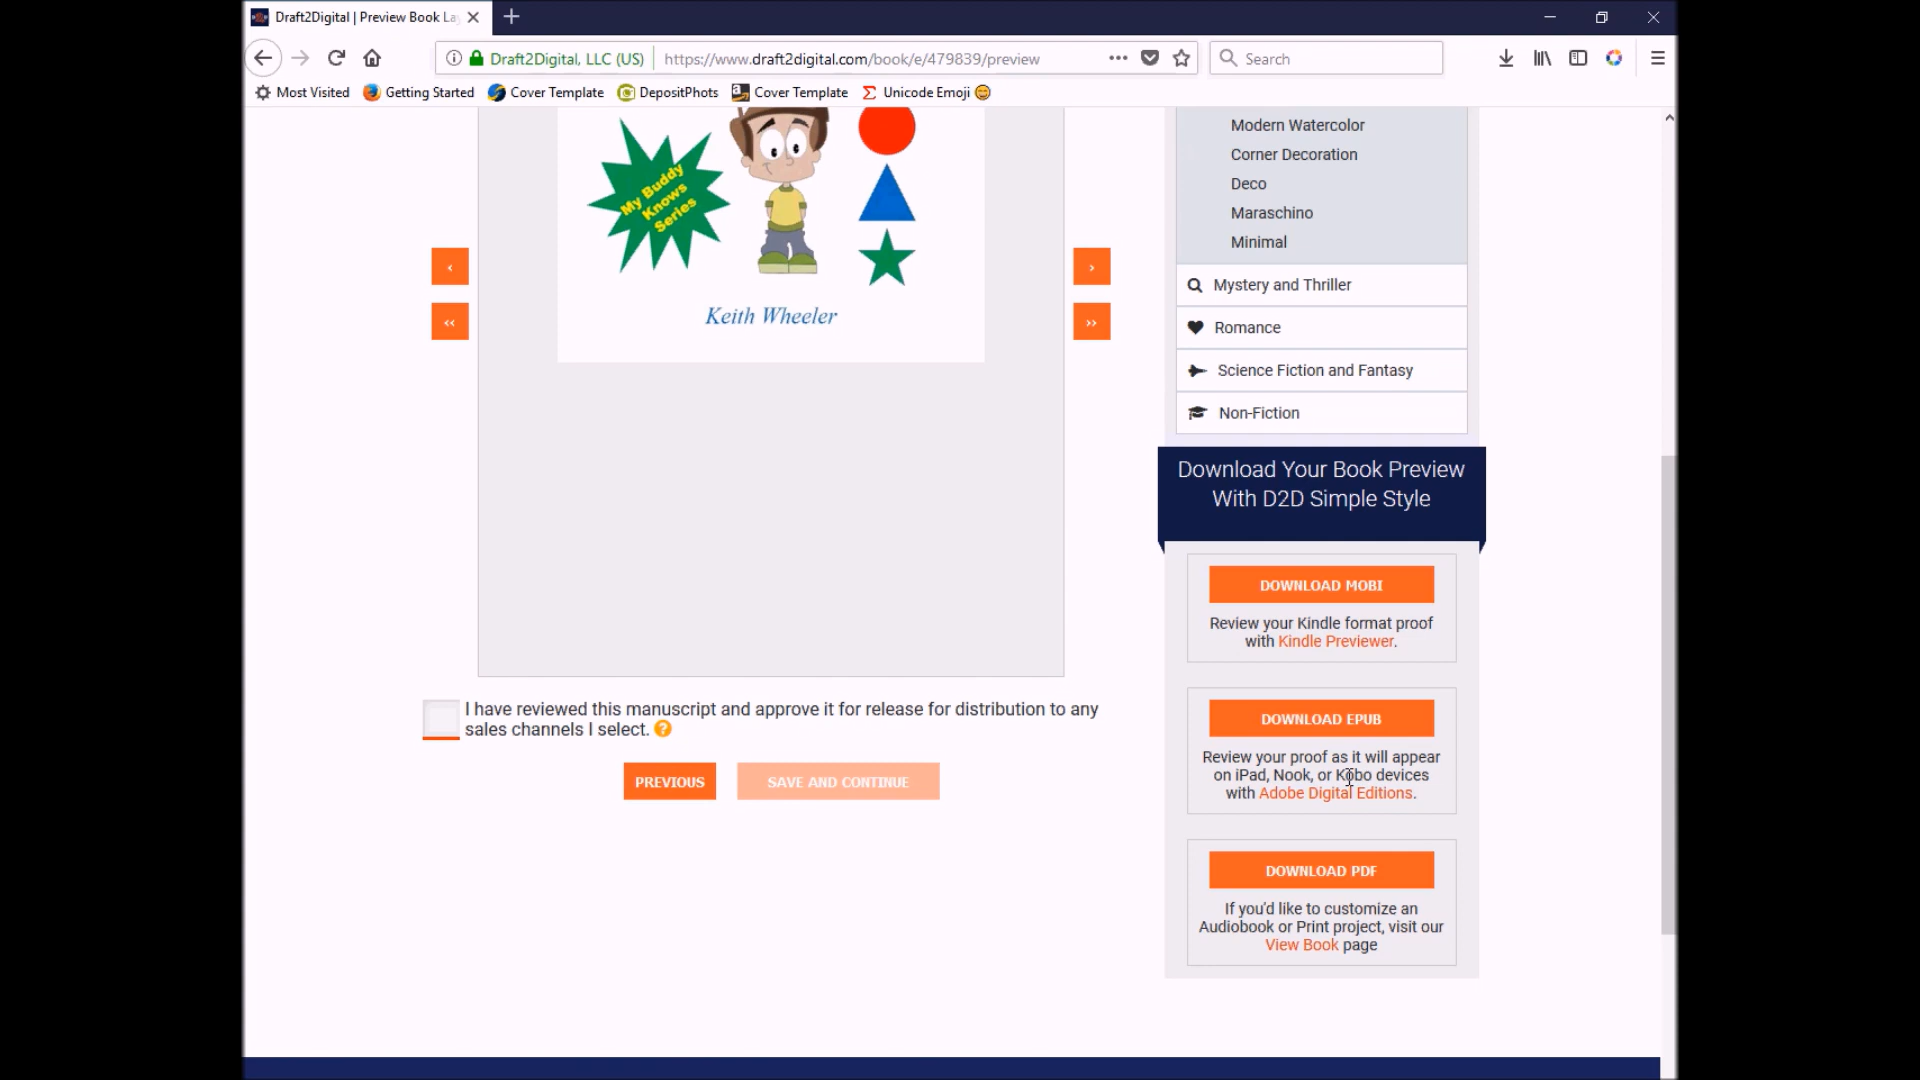 Draft2Digital | Preview Book La
Draft2Digital, LLC (US)
https://www.draft2digital.com/book/e/479839/preview
Search
Most Visited
Getting Started
Cover Template
DepositPhots
Cover Template
Unicode Emoji
My Buddy
Knows
Series
Keith Wheeler
‹
«
›
»
I have reviewed this manuscript and approve it for release for distribution to any
sales channels I select. ?
PREVIOUS
SAVE AND CONTINUE
Modern Watercolor
Corner Decoration
Deco
Maraschino
Minimal
Mystery and Thriller
Romance
Science Fiction and Fantasy
Non-Fiction
Download Your Book Preview
With D2D Simple Style
DOWNLOAD MOBI
Review your Kindle format proof
with Kindle Previewer.
DOWNLOAD EPUB
Review your proof as it will appear
on iPad, Nook, or Kobo devices
with Adobe Digital Editions.
DOWNLOAD PDF
If you'd like to customize an
Audiobook or Print project, visit our
View Book page